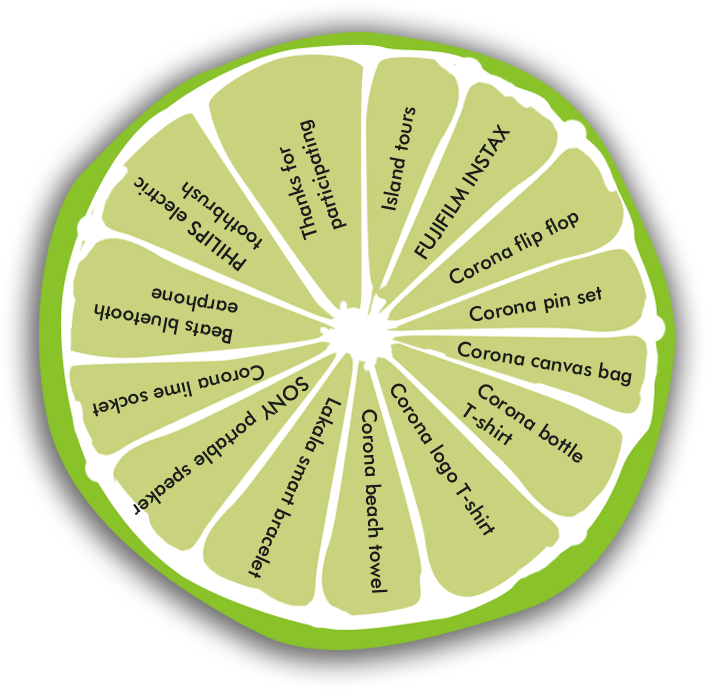 Thanks for
participating
Island tours
FUJIFILM INSTAX
Corona flip flop
Corona pin set
Corona canvas bag
Corona bottle
T-shirt
Corona logo T-shirt
Corona beach towel
Lakala smart bracelet
SONY portable speaker
Corona lime socket
Beats bluetooth
earphone
PHILIPS electric
toothbrush